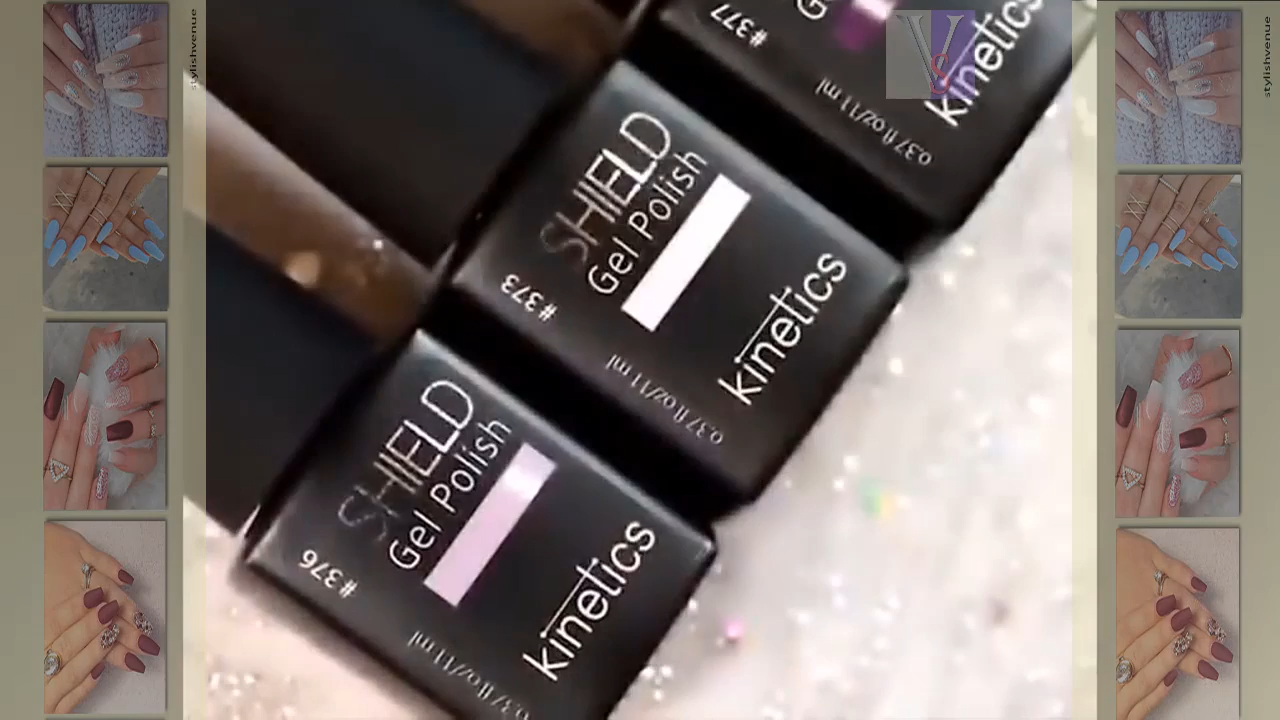 stylishvenue
stylishvenue
VS
#377
0.37 fl oz/11 ml
kinetics
SHIELD
Gel Polish
#373
0.37 fl oz/11 ml
kinetics
SHIELD
Gel Polish
#376
0.37 fl oz/11 ml
kinetics